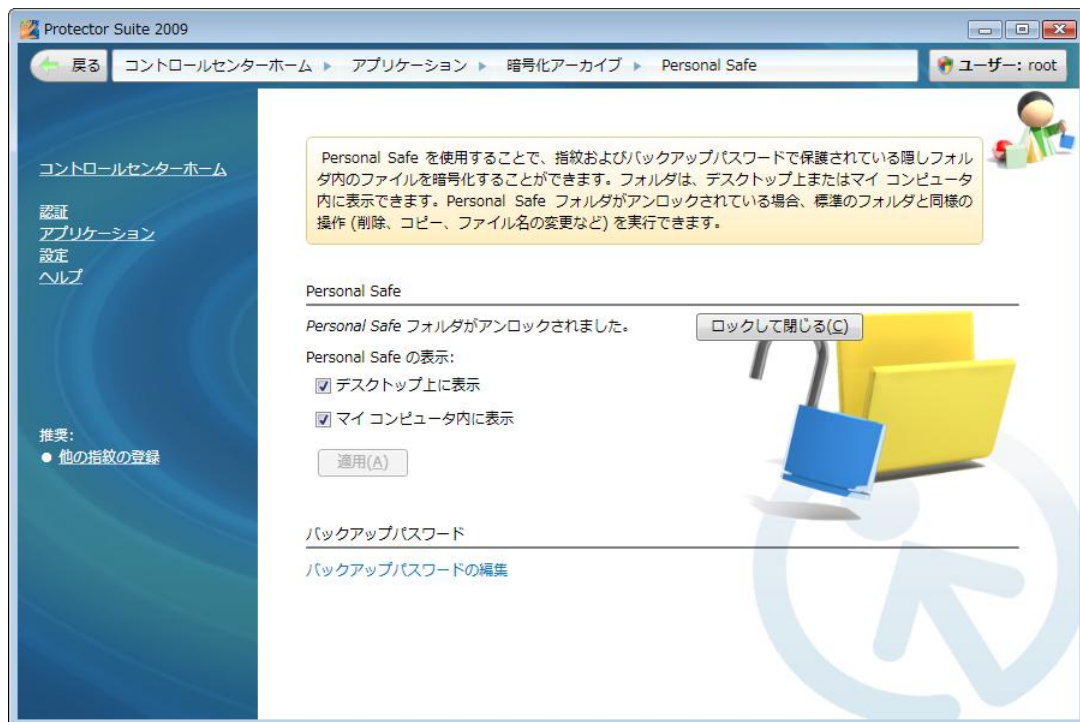 Protector Suite 2009
戻る コントロールセンターホーム アプリケーション 暗号化アーカイブ Personal Safe ユーザー: root
コントロールセンターホーム
認証
アプリケーション
設定
ヘルプ
推奨:
他の指紋の登録
Personal Safe を使用することで、指紋およびバックアップパスワードで保護されている隠しフォル
ダ内のファイルを暗号化することができます。フォルダは、デスクトップ上またはマイ コンピュータ
内に表示できます。Personal Safe フォルダがアンロックされている場合、標準のフォルダと同様の
操作 (削除、コピー、ファイル名の変更など) を実行できます。
Personal Safe
Personal Safe フォルダがアンロックされました。 ロックして閉じる(C)
Personal Safe の表示:
デスクトップ上に表示
マイ コンピュータ内に表示
適用(A)
バックアップパスワード
バックアップパスワードの編集